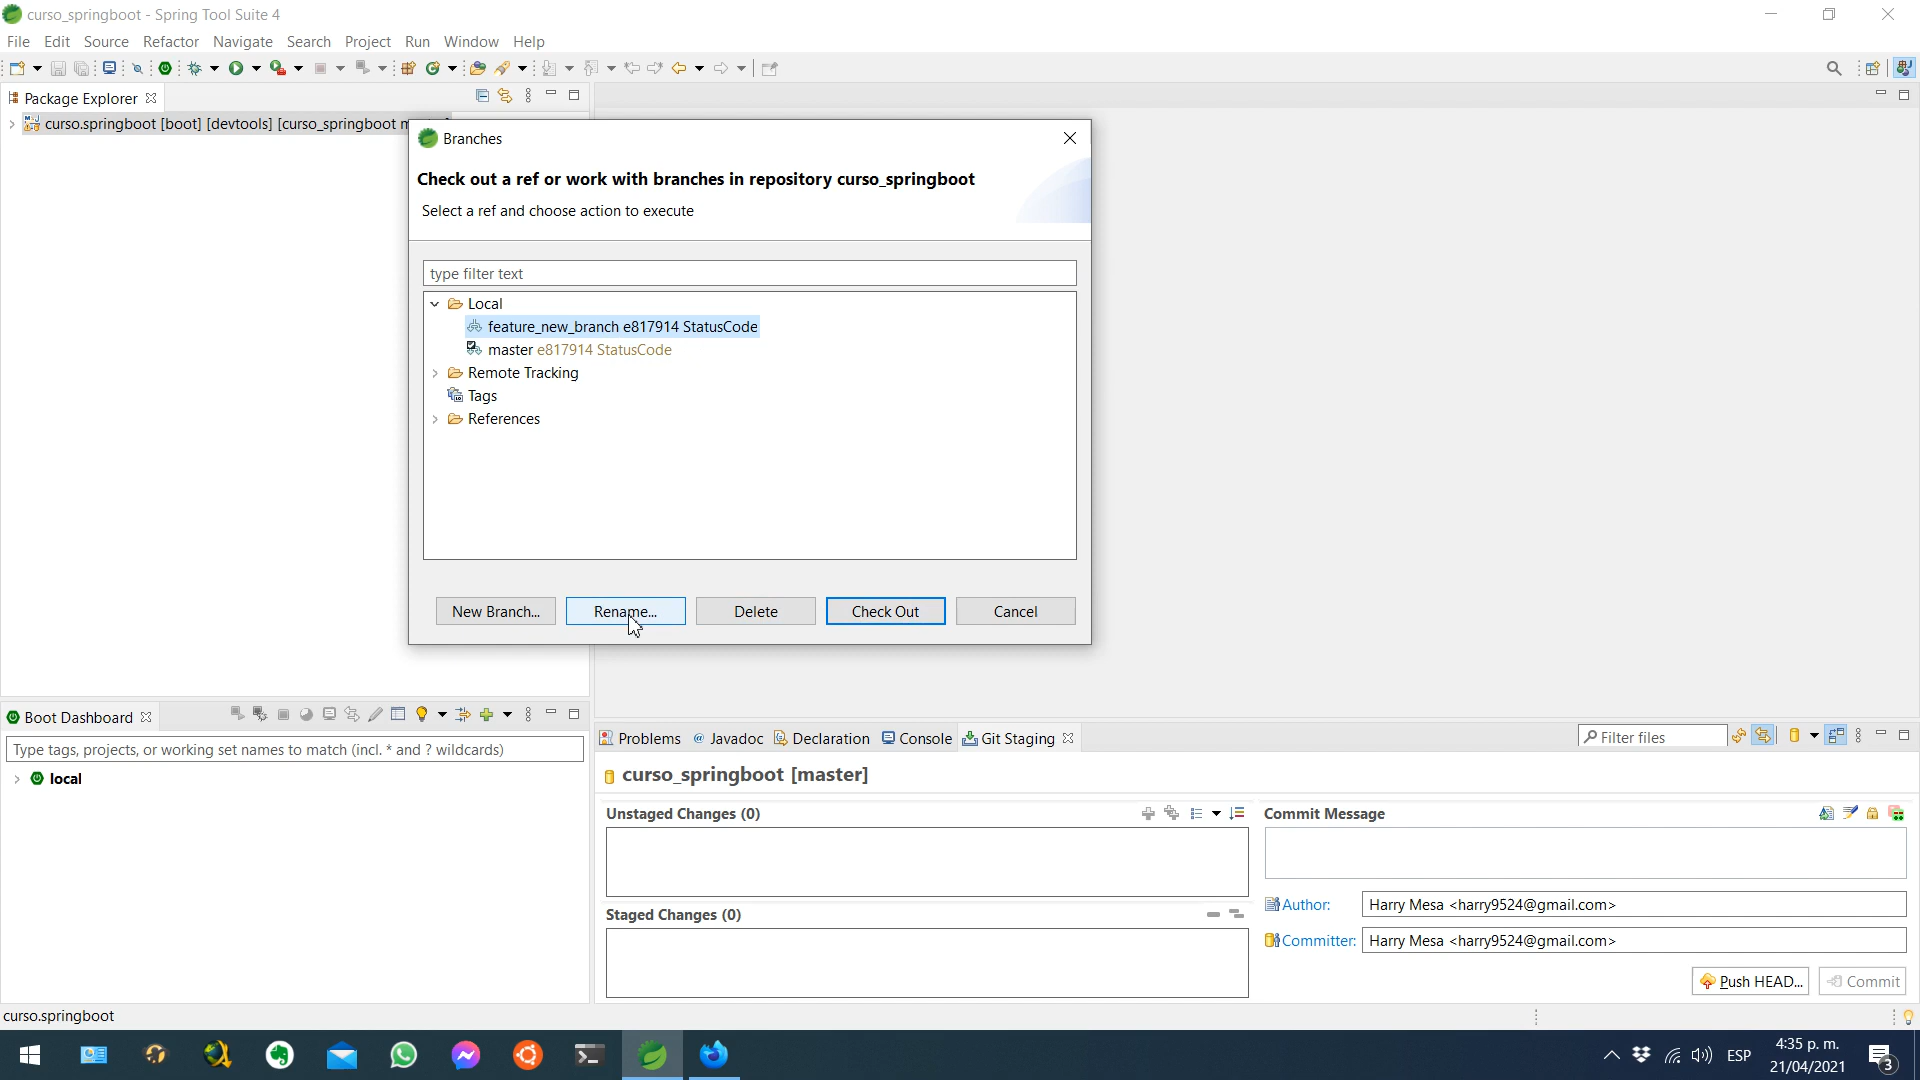 curso_springboot - Spring Tool Suite 4
File Edit Source Refactor Navigate Search Project Run Window Help
Package Explorer
curso.springboot [boot] [devtools] [curso_springboot
Branches
Check out a ref or work with branches in repository curso_springboot
Select a ref and choose action to execute
type filter text
Local
feature_new_branch e817914 StatusCode
master e817914 StatusCode
Remote Tracking
Tags
References
New Branch... Rename... Delete Check Out Cancel
Boot Dashboard
Type tags, projects, or working set names to match (incl. * and ? wildcards)
local
Problems @ Javadoc Declaration Console Git Staging
Filter files
curso_springboot [master]
Unstaged Changes (0)
Staged Changes (0)
Commit Message
Author: Harry Mesa <harry9524@gmail.com>
Committer: Harry Mesa <harry9524@gmail.com>
Push HEAD... Commit
curso.springboot
ESP
4:35 p. m.
21/04/2021
3